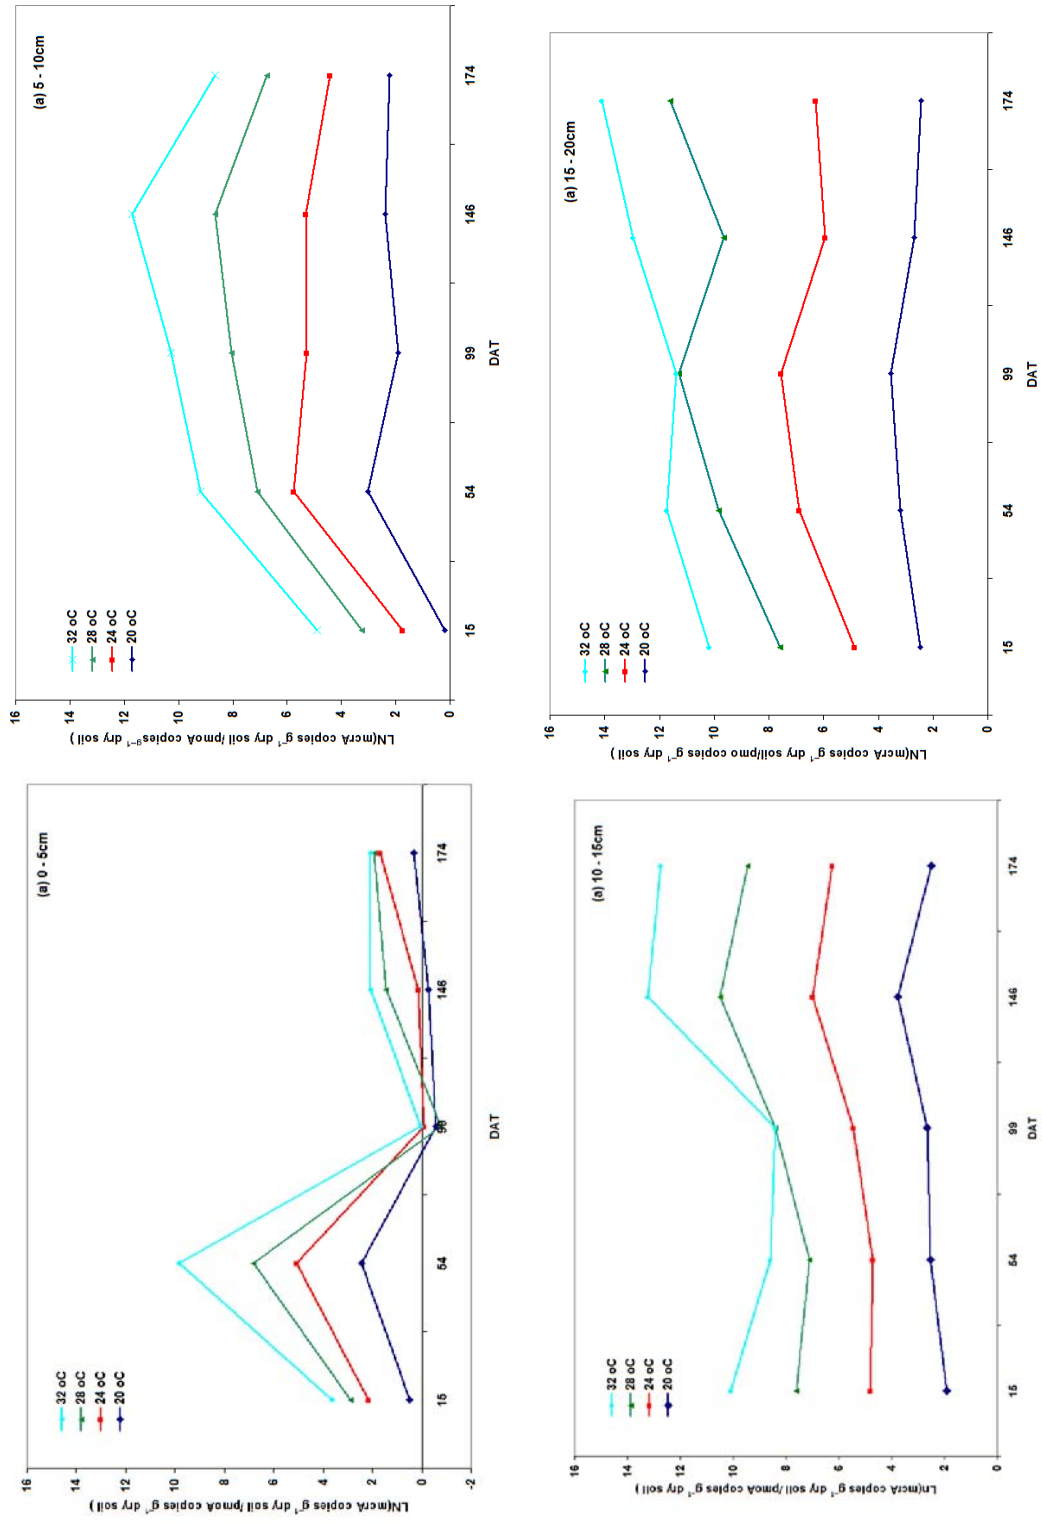 (a) 0 - 5cm
LN(mcrA copies g⁻¹ dry soil /pmoA copies g⁻¹ dry soil )
16
14
12
10
8
6
4
2
0
-2
32 oC
28 oC
24 oC
20 oC
15
54
99
146
174
DAT
(a) 5 - 10cm
LN(mcrA copies g⁻¹ dry soil /pmoA copiesg⁻¹ dry soil )
16
14
12
10
8
6
4
2
0
32 oC
28 oC
24 oC
20 oC
15
54
99
146
174
DAT
(a) 10 - 15cm
Ln(mcrA copies g⁻¹ dry soil /pmoA copies g⁻¹ dry soil )
16
14
12
10
8
6
4
2
0
32 oC
28 oC
24 oC
20 oC
15
54
99
146
174
DAT
(a) 15 - 20cm
LN(mcrA copies g⁻¹ dry soil/pmo copies g⁻¹ dry soil )
16
14
12
10
8
6
4
2
0
32 oC
28 oC
24 oC
20 oC
15
54
99
146
174
DAT